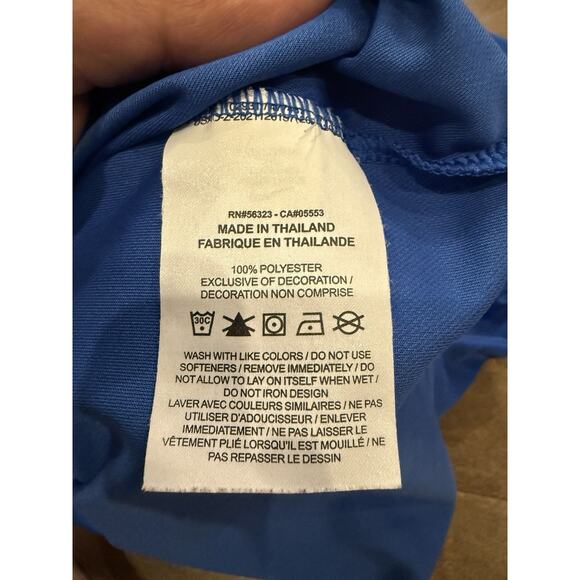 RN#56323 - CA#05553
MADE IN THAILAND
FABRIQUE EN THAILANDE
100% POLYESTER
EXCLUSIVE OF DECORATION /
DECORATION NON COMPRISE
30C
WASH WITH LIKE COLORS / DO NOT USE
SOFTENERS / REMOVE IMMEDIATELY / DO
NOT ALLOW TO LAY ON ITSELF WHEN WET /
DO NOT IRON DESIGN
LAVER AVEC COULEURS SIMILAIRES / NE PAS
UTILISER D'ADOUCISSEUR / ENLEVER
IMMÉDIATEMENT / NE PAS LAISSER LE
VÊTEMENT PLIÉ LORSQU'IL EST MOUILLÉ / NE
PAS REPASSER LE DESSIN